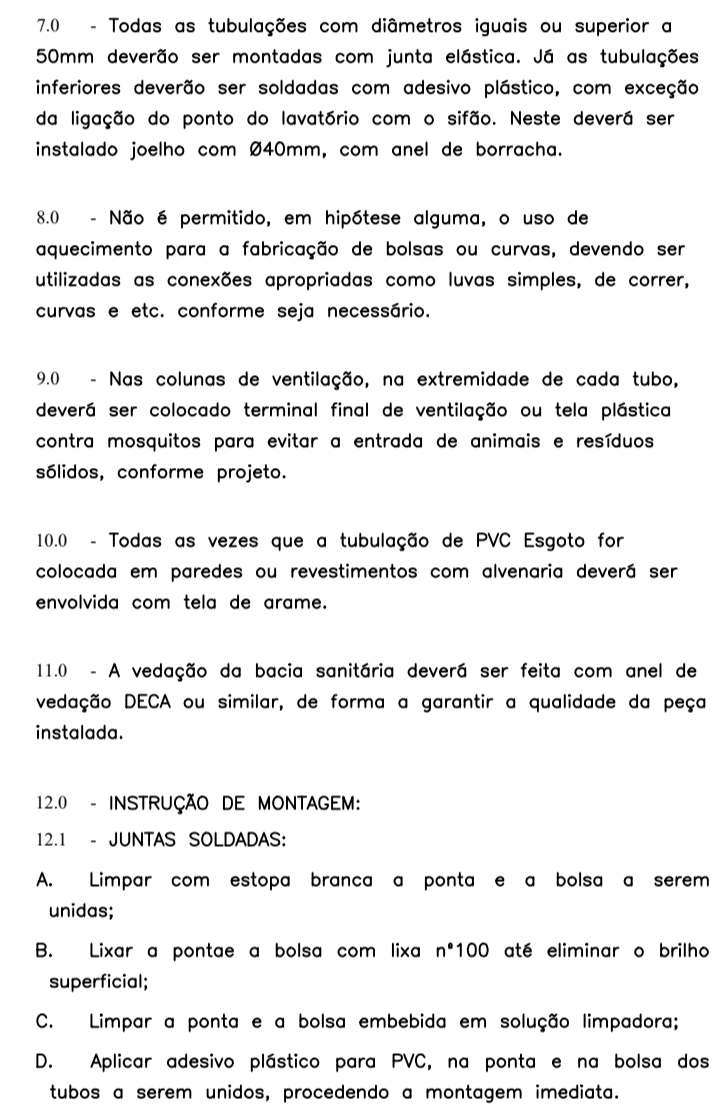 7.0 - Todas as tubulações com diâmetros iguais ou superior a
50mm deverão ser montadas com junta elástica. Já as tubulações
inferiores deverão ser soldadas com adesivo plástico, com exceção
da ligação do ponto do lavatório com o sifão. Neste deverá ser
instalado joelho com Ø40mm, com anel de borracha.
8.0 - Não é permitido, em hipótese alguma, o uso de
aquecimento para a fabricação de bolsas ou curvas, devendo ser
utilizadas as conexões apropriadas como luvas simples, de correr,
curvas e etc. conforme seja necessário.
9.0 - Nas colunas de ventilação, na extremidade de cada tubo,
deverá ser colocado terminal final de ventilação ou tela plástica
contra mosquitos para evitar a entrada de animais e resíduos
sólidos, conforme projeto.
10.0 - Todas as vezes que a tubulação de PVC Esgoto for
colocada em paredes ou revestimentos com alvenaria deverá ser
envolvida com tela de arame.
11.0 - A vedação da bacia sanitária deverá ser feita com anel de
vedação DECA ou similar, de forma a garantir a qualidade da peça
instalada.
12.0 - INSTRUÇÃO DE MONTAGEM:
12.1 - JUNTAS SOLDADAS:
A. Limpar com estopa branca a ponta e a bolsa a serem
unidas;
B. Lixar a pontae a bolsa com lixa n°100 até eliminar o brilho
superficial;
C. Limpar a ponta e a bolsa embebida em solução limpadora;
D. Aplicar adesivo plástico para PVC, na ponta e na bolsa dos
tubos a serem unidos, procedendo a montagem imediata.